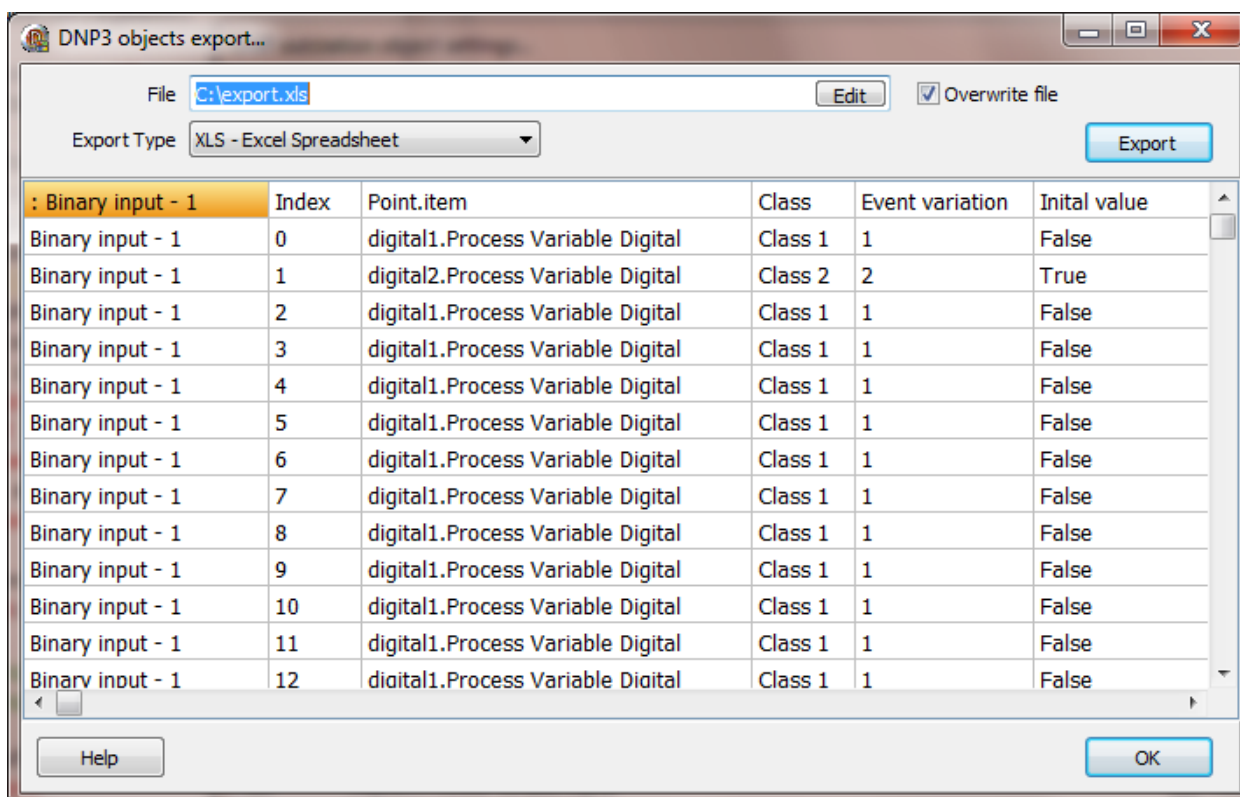 DNP3 objects export...
File C:\export.xls Edit Overwrite file
Export Type XLS - Excel Spreadsheet Export
: Binary input - 1 Index Point.item Class Event variation Inital value
Binary input - 1 0 digital1.Process Variable Digital Class 1 1 False
Binary input - 1 1 digital2.Process Variable Digital Class 2 2 True
Binary input - 1 2 digital1.Process Variable Digital Class 1 1 False
Binary input - 1 3 digital1.Process Variable Digital Class 1 1 False
Binary input - 1 4 digital1.Process Variable Digital Class 1 1 False
Binary input - 1 5 digital1.Process Variable Digital Class 1 1 False
Binary input - 1 6 digital1.Process Variable Digital Class 1 1 False
Binary input - 1 7 digital1.Process Variable Digital Class 1 1 False
Binary input - 1 8 digital1.Process Variable Digital Class 1 1 False
Binary input - 1 9 digital1.Process Variable Digital Class 1 1 False
Binary input - 1 10 digital1.Process Variable Digital Class 1 1 False
Binary input - 1 11 digital1.Process Variable Digital Class 1 1 False
Binary input - 1 12 digital1.Process Variable Digital Class 1 1 False
Help OK